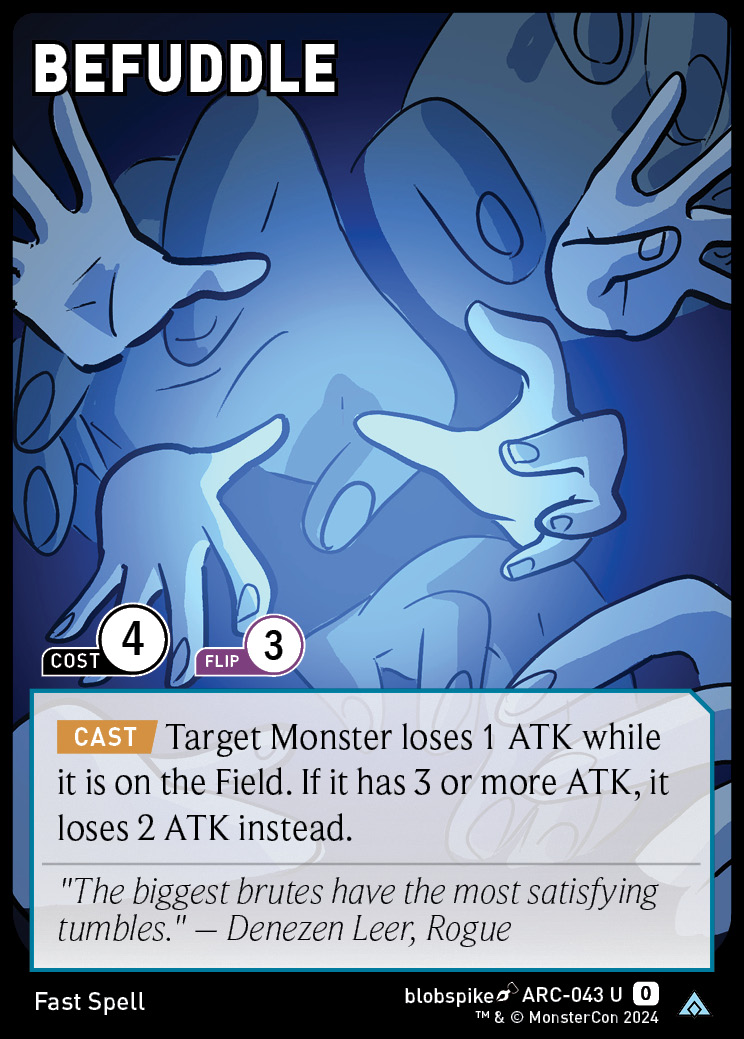 BEFUDDLE
COST 4 FLIP 3
CAST Target Monster loses 1 ATK while
it is on the Field. If it has 3 or more ATK, it
loses 2 ATK instead.
"The biggest brutes have the most satisfying
tumbles." — Denezen Leer, Rogue
Fast Spell
blobspike ARC-043 U 0
™ & © MonsterCon 2024